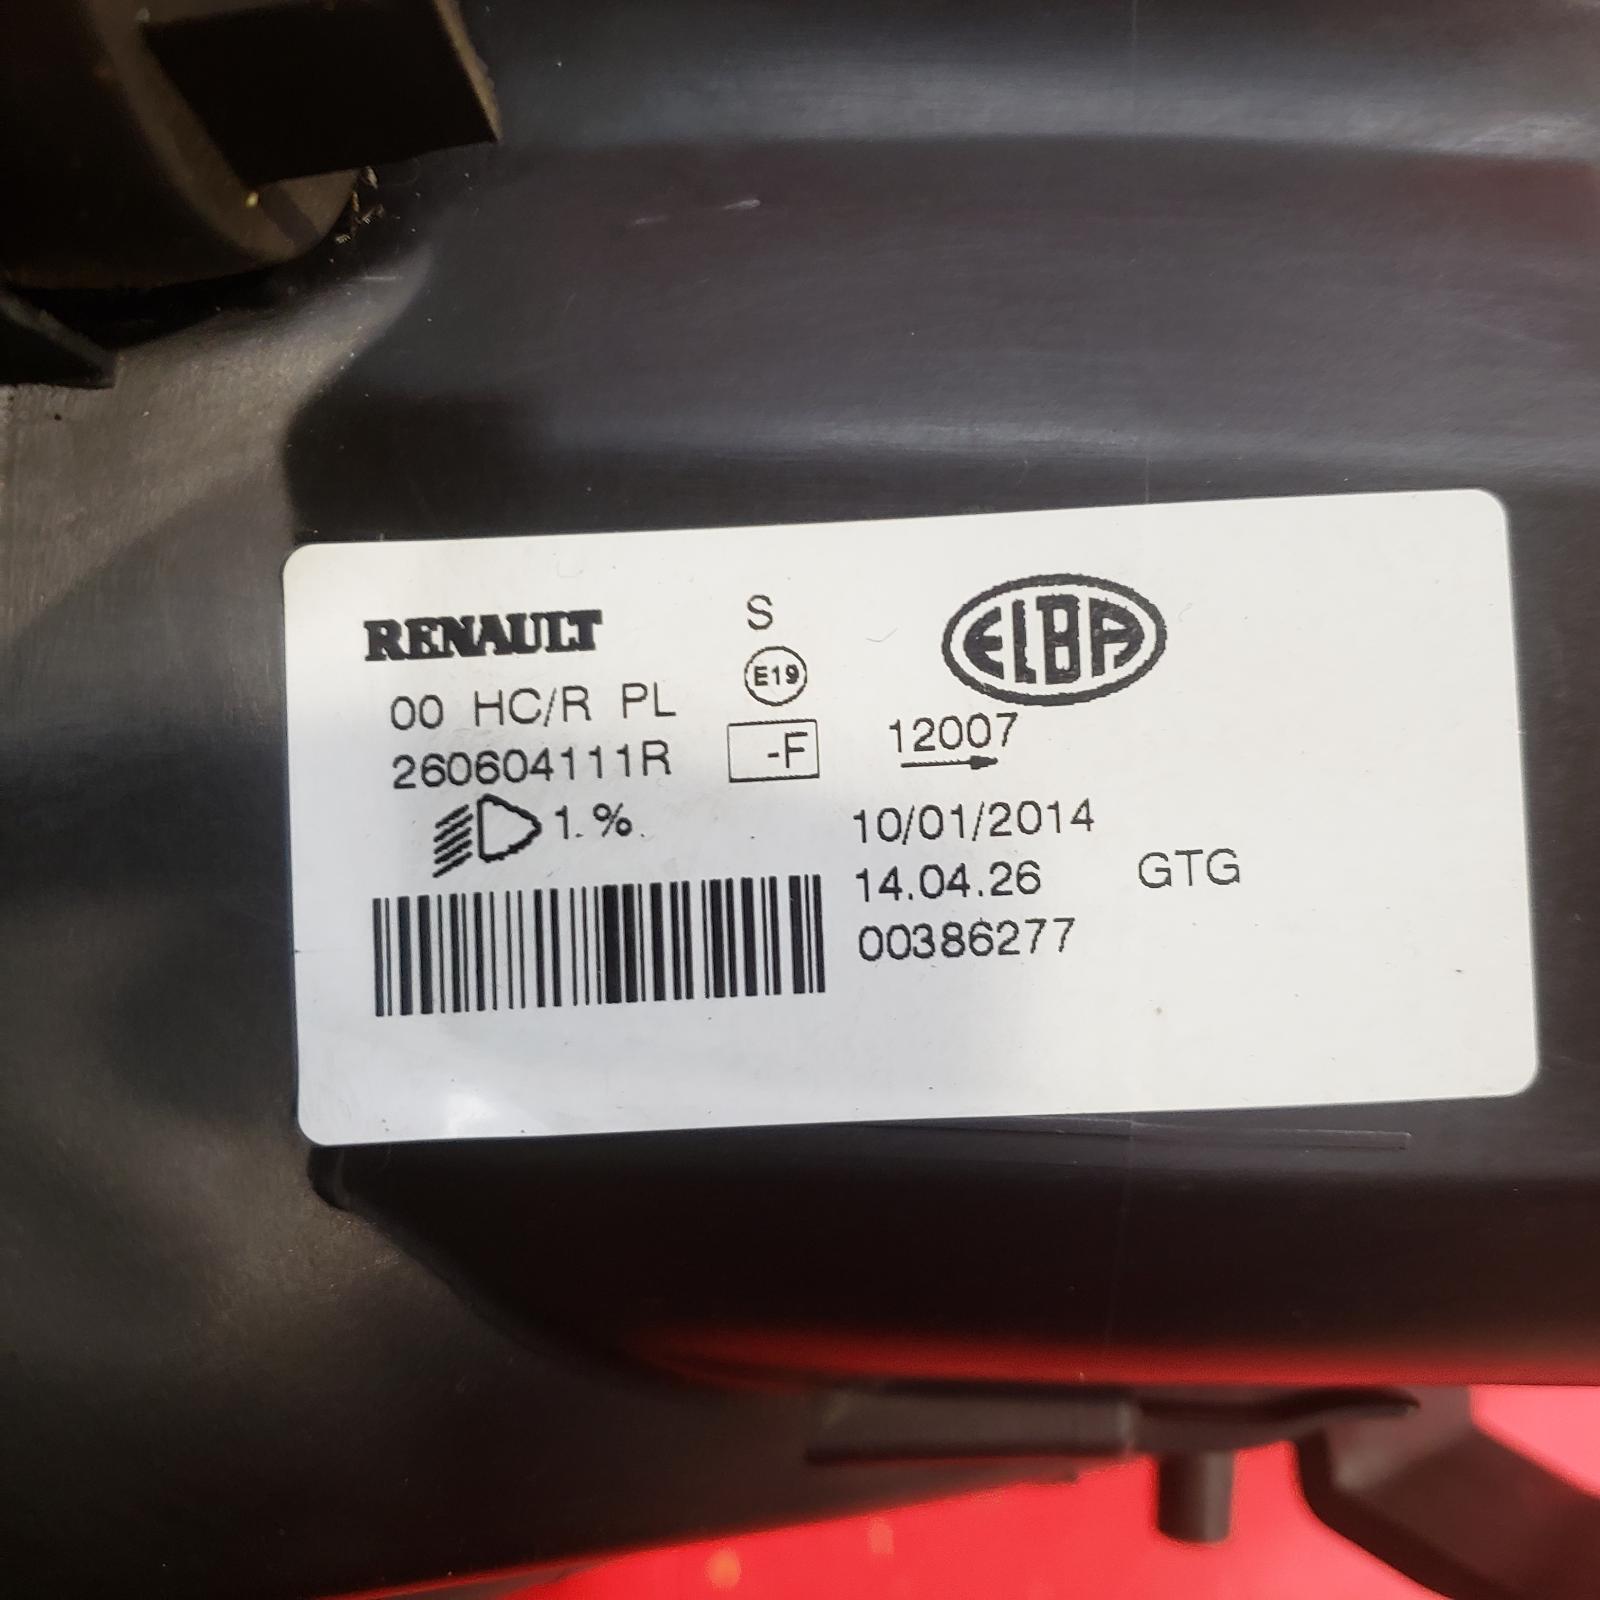 RENAULT
00 HC/R PL
260604111R
1.%
S
E19
-F
ELBA
12007
10/01/2014
14.04.26 GTG
00386277